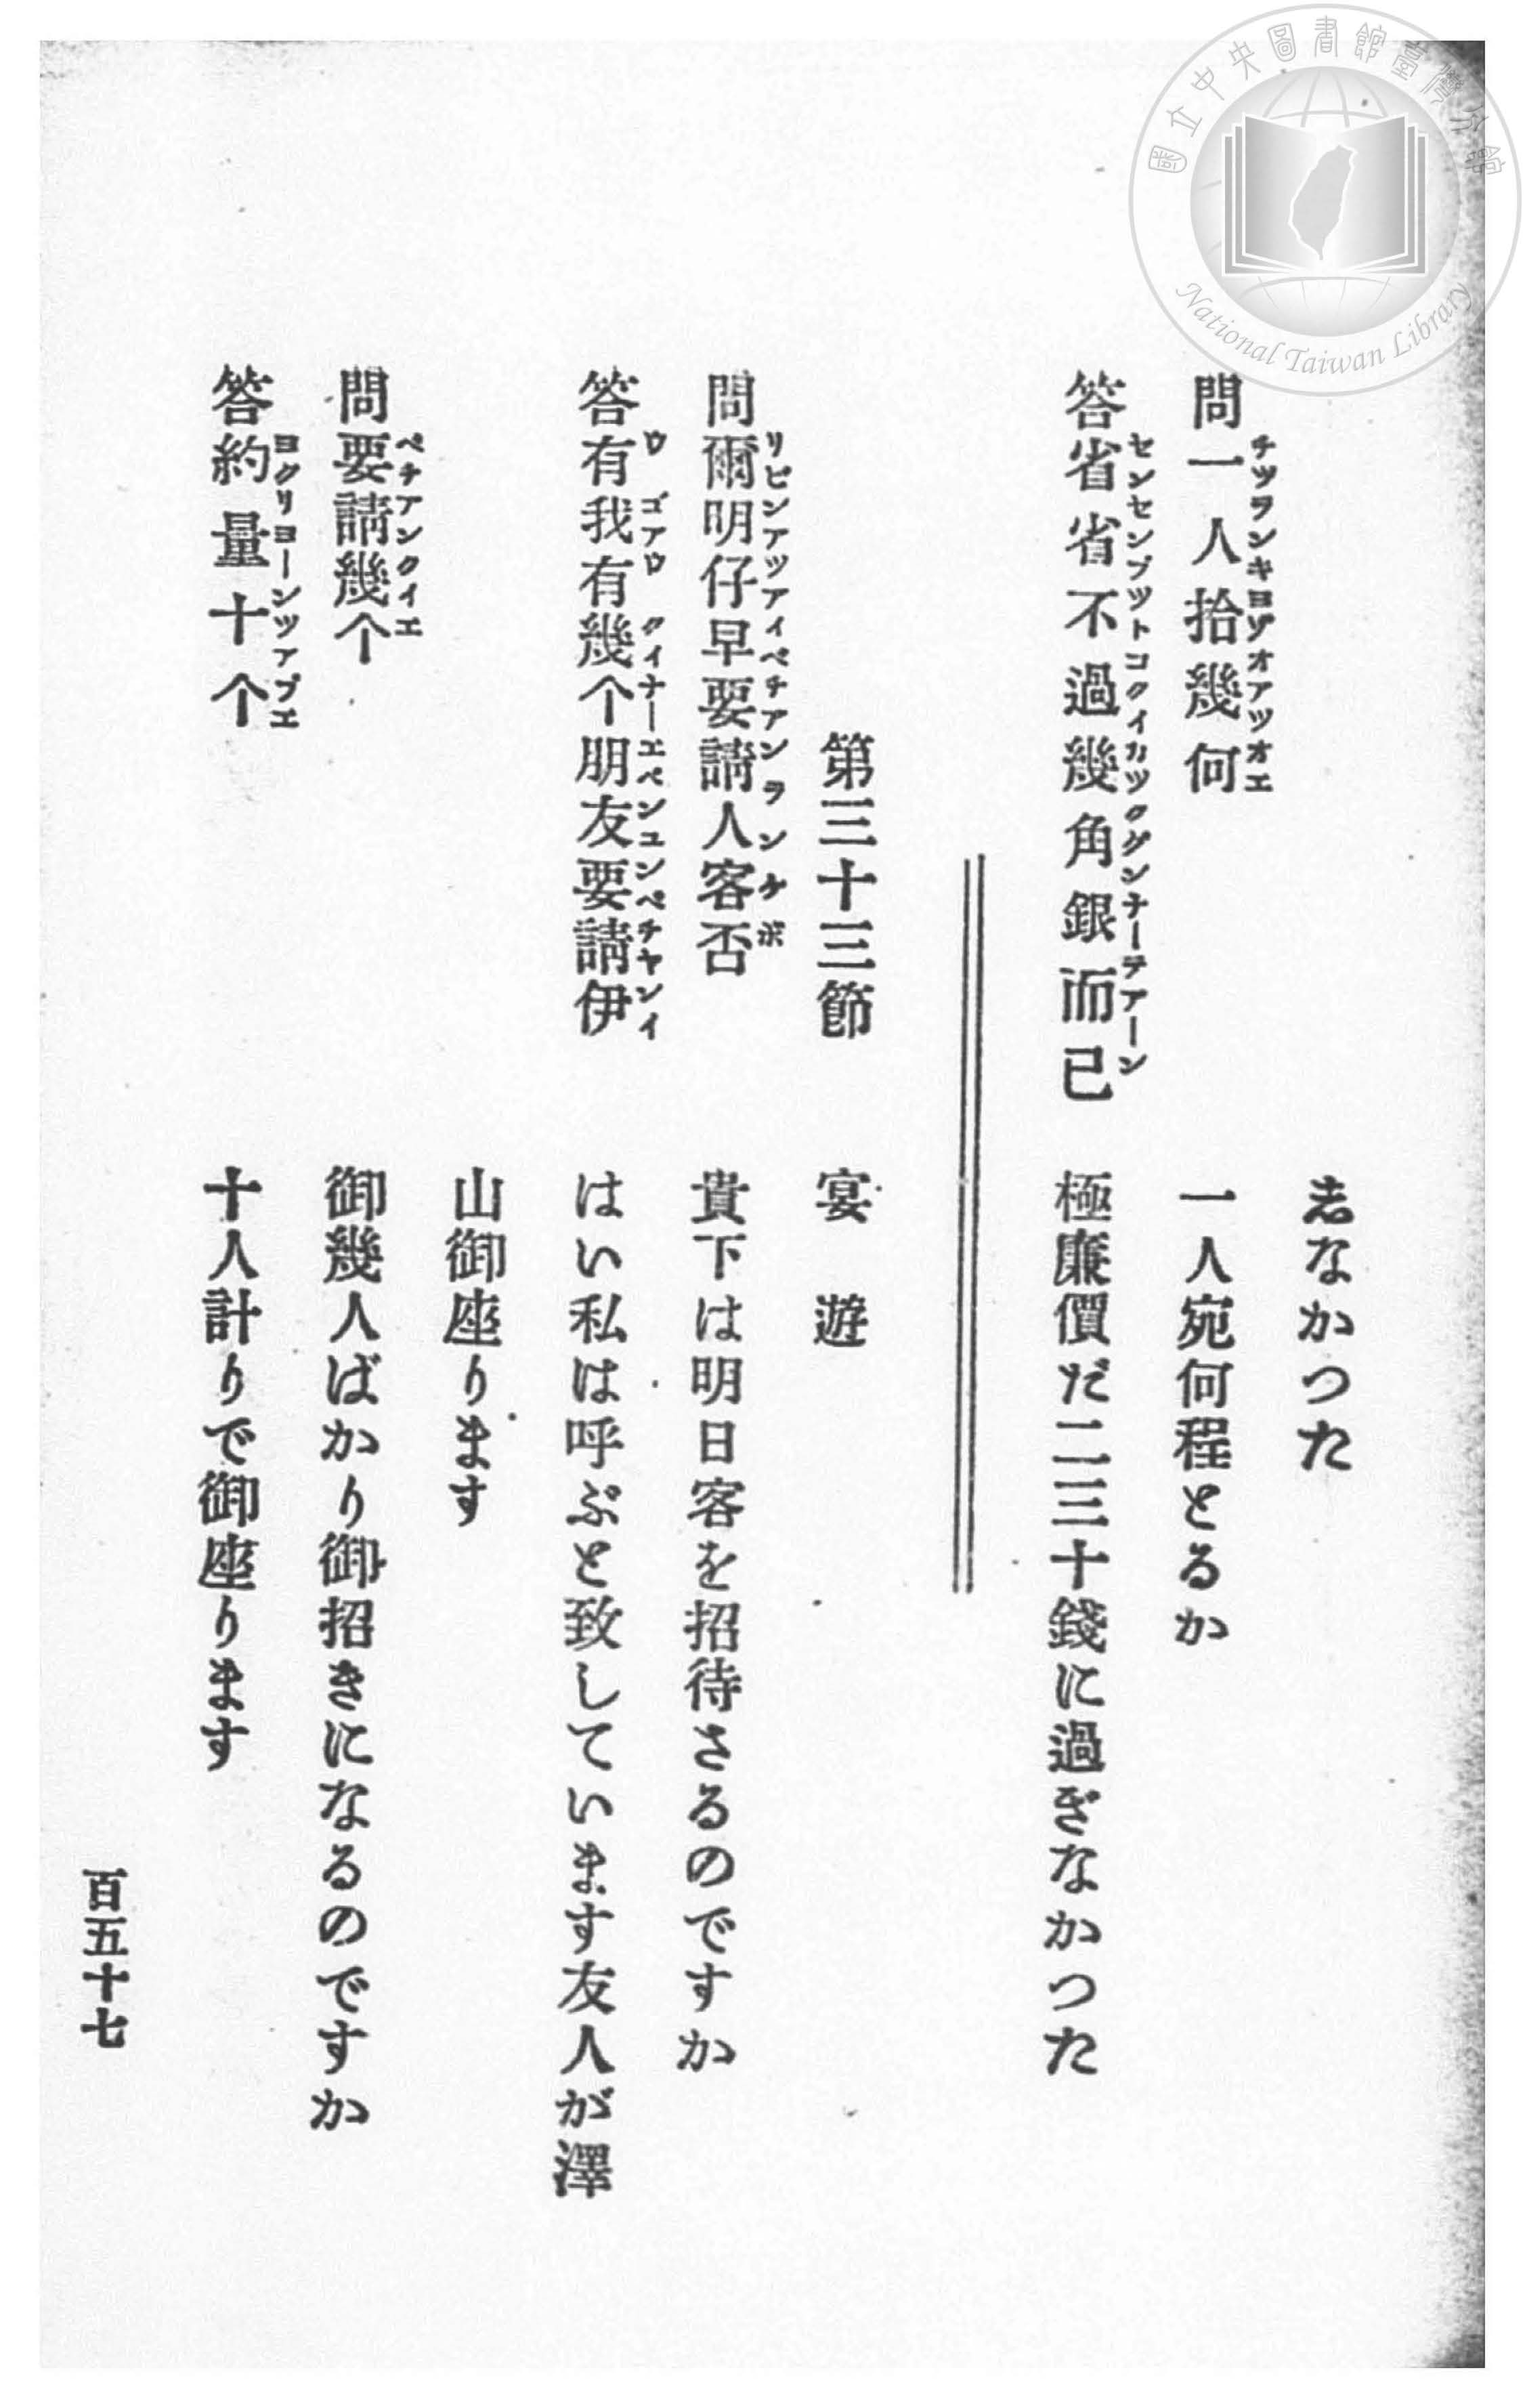 國立中央圖書館臺灣分館
National Taiwan Library
志なかつた
問一人拾幾何
チツランキヨゾオアツオエ
一人宛何程とるか
答省省不過幾角銀而已
センセンブツトコクイカツクグンナーテアーン
極廉價だ二三十錢に過ぎなかつた
第三十三節 宴遊
問爾明仔早要請人客否
リビンアツアイベチアンランケボ
貴下は明日客を招待さるのですか
答有我有幾个朋友要請伊
ウゴアウクイナーエペンユンペチヤンイ
はい私は呼ぶと致しています友人が澤
山御座ります
問要請幾个
ペチアンクイエ
御幾人ばかり御招きになるのですか
答約量十个
ヨクリヨーンツアプエ
十人計りで御座ります
百五十七